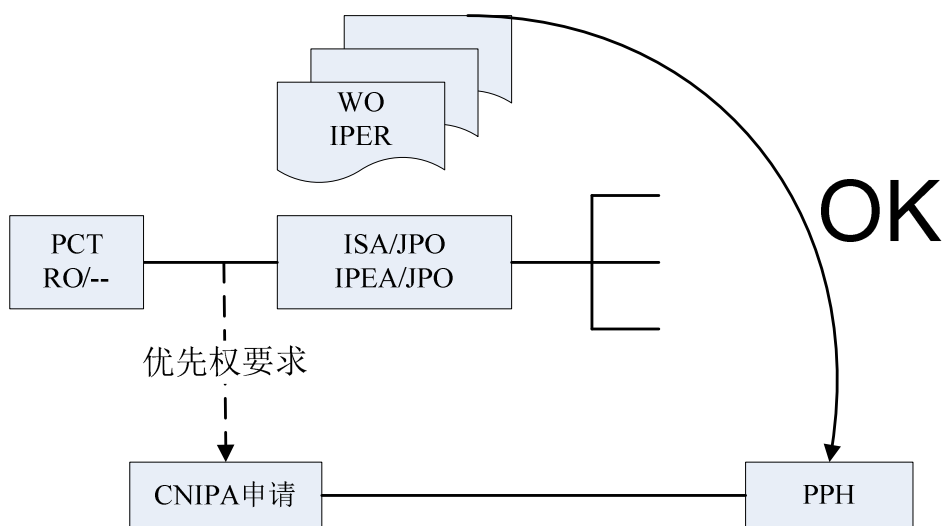 WO
IPER
OK
PCT
RO/--
ISA/JPO
IPEA/JPO
优先权要求
CNIPA申请
PPH